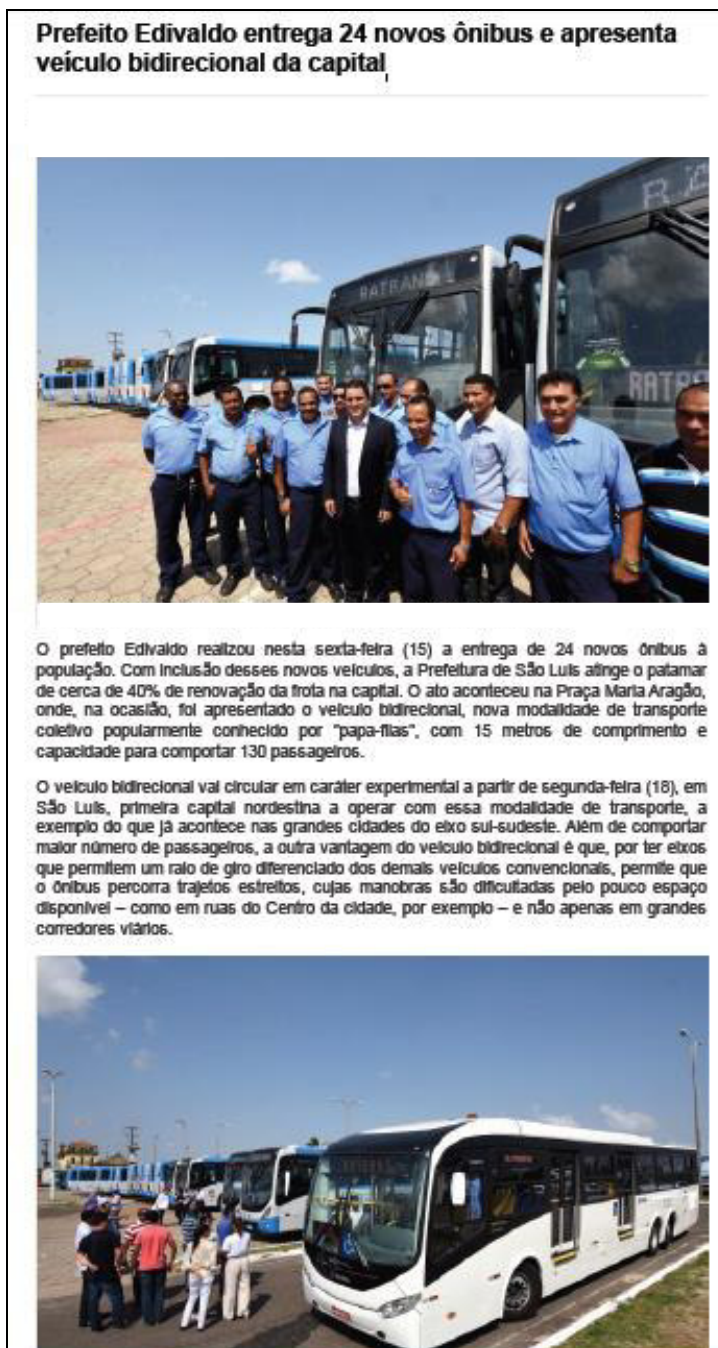 Prefeito Edivaldo entrega 24 novos ônibus e apresenta
veículo bidirecional da capital
RATRANS
RATRA
O prefeito Edivaldo realizou nesta sexta-feira (15) a entrega de 24 novos ônibus à
população. Com inclusão desses novos veículos, a Prefeitura de São Luís atinge o patamar
de cerca de 40% de renovação da frota na capital. O ato aconteceu na Praça Maria Aragão,
onde, na ocasião, foi apresentado o veículo bidirecional, nova modalidade de transporte
coletivo popularmente conhecido por "papa-filas", com 15 metros de comprimento e
capacidade para comportar 130 passageiros.
O veículo bidirecional vai circular em caráter experimental a partir de segunda-feira (18), em
São Luís, primeira capital nordestina a operar com essa modalidade de transporte, a
exemplo do que já acontece nas grandes cidades do eixo sul-sudeste. Além de comportar
maior número de passageiros, a outra vantagem do veículo bidirecional é que, por ter eixos
que permitem um raio de giro diferenciado dos demais veículos convencionais, permite que
o ônibus percorra trajetos estreitos, cujas manobras são dificultadas pelo pouco espaço
disponível – como em ruas do Centro da cidade, por exemplo – e não apenas em grandes
corredores viários.